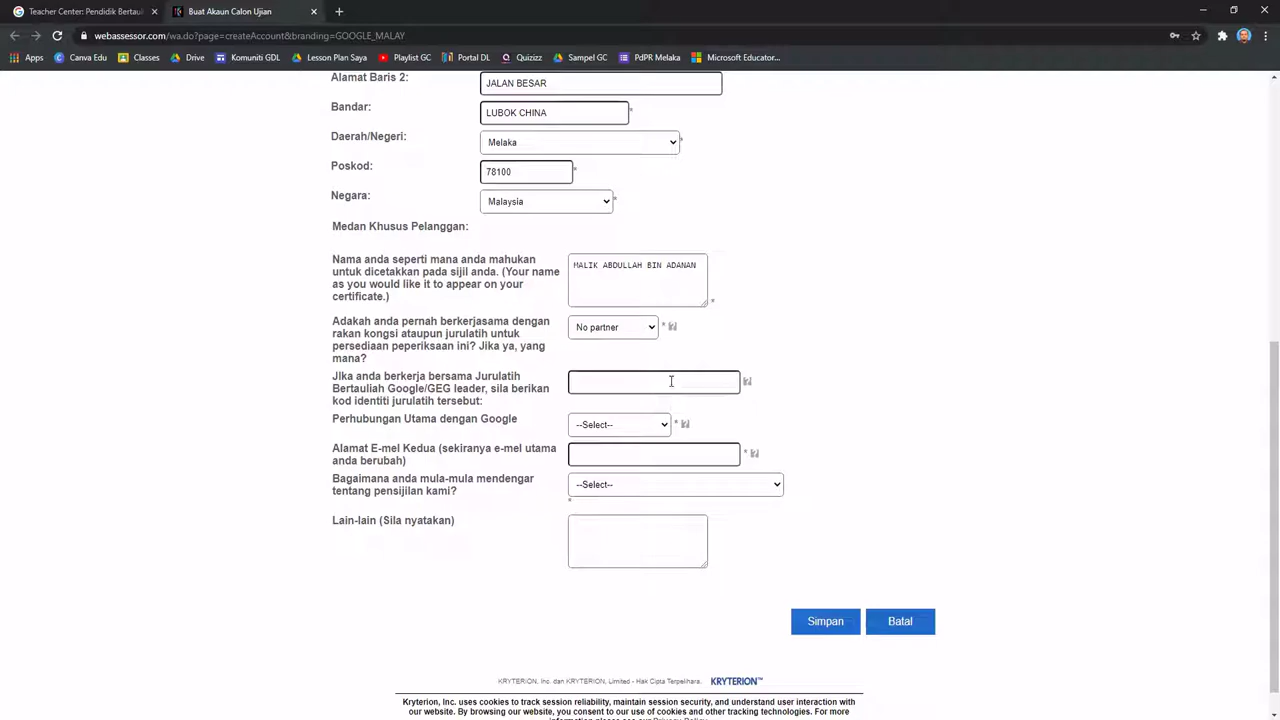 Teacher Center: Pendidik Bertaul
Buat Akaun Calon Ujian
webassessor.com/wa.do?page=createAccount&branding=GOOGLE_MALAY
Apps
Canva Edu
Classes
Drive
Komuniti GDL
Lesson Plan Saya
Playlist GC
Portal DL
Quizizz
Sampel GC
PdPR Melaka
Microsoft Educator...
Alamat Baris 2:
JALAN BESAR
Bandar:
LUBOK CHINA
*
Daerah/Negeri:
Melaka
*
Poskod:
78100
*
Negara:
Malaysia
*
Medan Khusus Pelanggan:
Nama anda seperti mana anda mahukan
untuk dicetakkan pada sijil anda. (Your name
as you would like it to appear on your
certificate.)
MALIK ABDULLAH BIN ADANAN
*
Adakah anda pernah berkerjasama dengan
rakan kongsi ataupun jurulatih untuk
persediaan peperiksaan ini? Jika ya, yang
mana?
No partner
* ?
JIka anda berkerja bersama Jurulatih
Bertauliah Google/GEG leader, sila berikan
kod identiti jurulatih tersebut:
?
Perhubungan Utama dengan Google
--Select--
* ?
Alamat E-mel Kedua (sekiranya e-mel utama
anda berubah)
* ?
Bagaimana anda mula-mula mendengar
tentang pensijilan kami?
--Select--
*
Lain-lain (Sila nyatakan)
Simpan
Batal
KRYTERION, Inc. dan KRYTERION, Limited - Hak Cipta Terpelihara.
KRYTERION™
Kryterion, Inc. uses cookies to track session reliability, maintain session security, and understand user interaction with
our website. By browsing our website, you consent to our use of cookies and other tracking technologies. For more
information please see our Privacy Policy